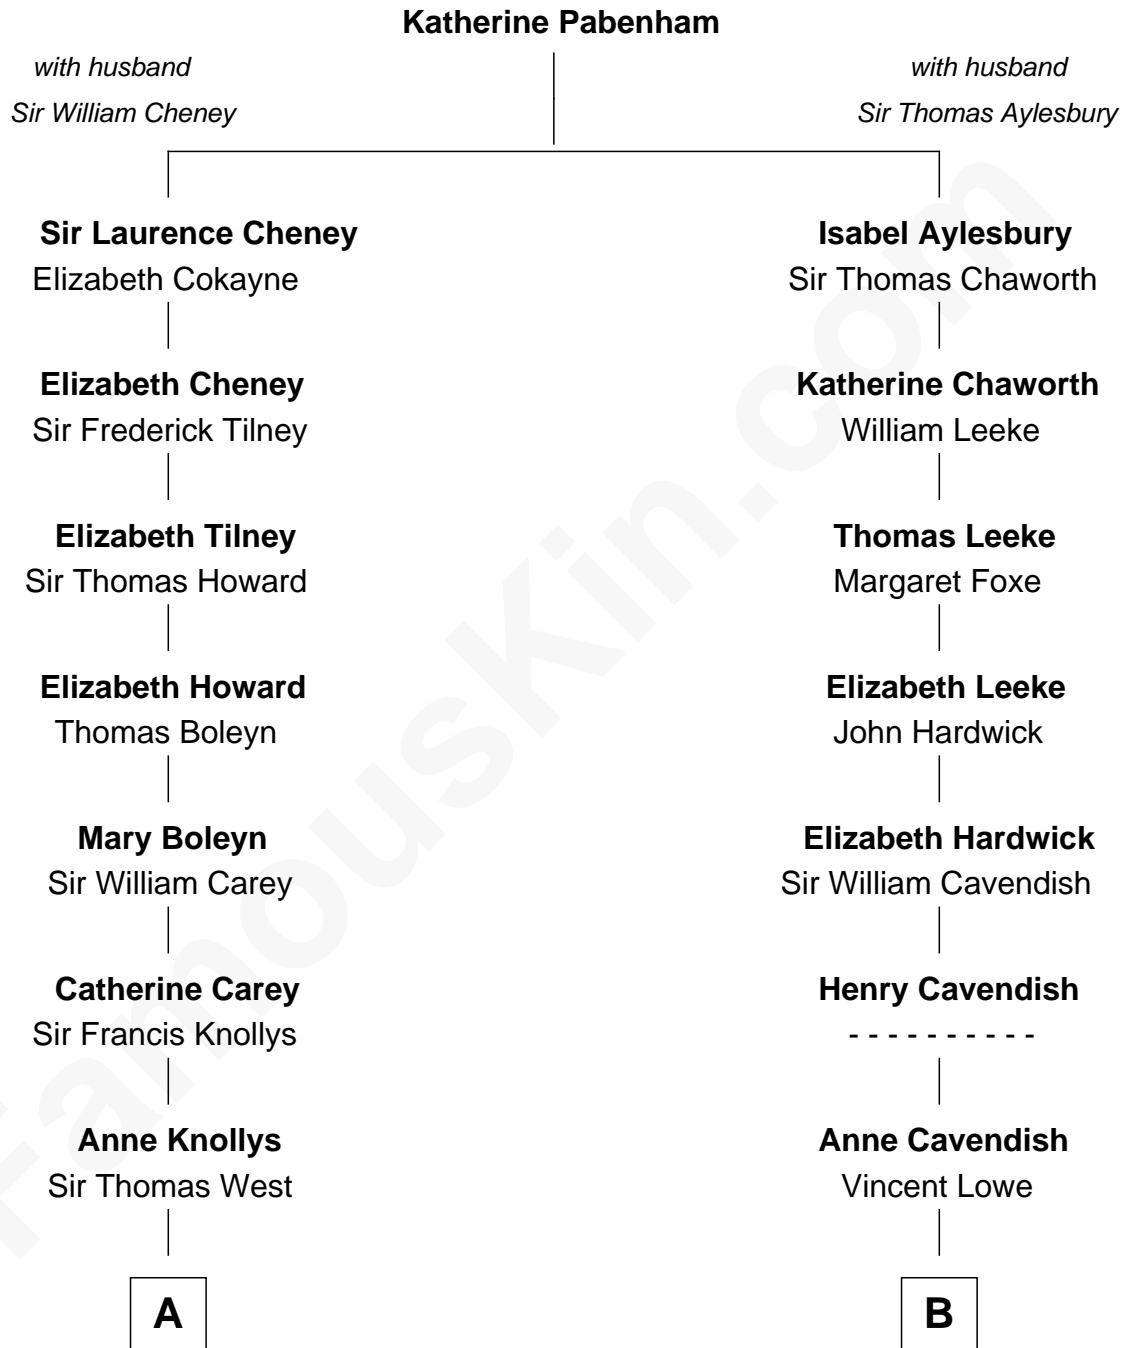 Katherine Pabenham
with husband
Sir William Cheney
with husband
Sir Thomas Aylesbury
Sir Laurence Cheney
Elizabeth Cokayne
Isabel Aylesbury
Sir Thomas Chaworth
Elizabeth Cheney
Sir Frederick Tilney
Katherine Chaworth
William Leeke
Elizabeth Tilney
Sir Thomas Howard
Thomas Leeke
Margaret Foxe
Elizabeth Howard
Thomas Boleyn
Elizabeth Leeke
John Hardwick
Mary Boleyn
Sir William Carey
Elizabeth Hardwick
Sir William Cavendish
Catherine Carey
Sir Francis Knollys
Henry Cavendish
- - - - - - - - - -
Anne Knollys
Sir Thomas West
Anne Cavendish
Vincent Lowe
A
B
FamousKin.com